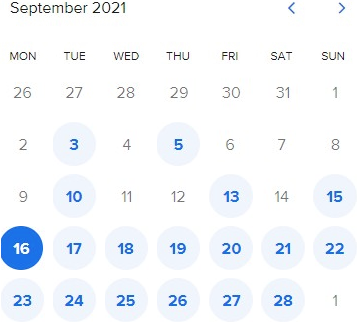 September 2021
MON TUE WED THU FRI SAT SUN
26 27 28 29 30 31 1
2 3 4 5 6 7 8
9 10 11 12 13 14 15
16 17 18 19 20 21 22
23 24 25 26 27 28 1